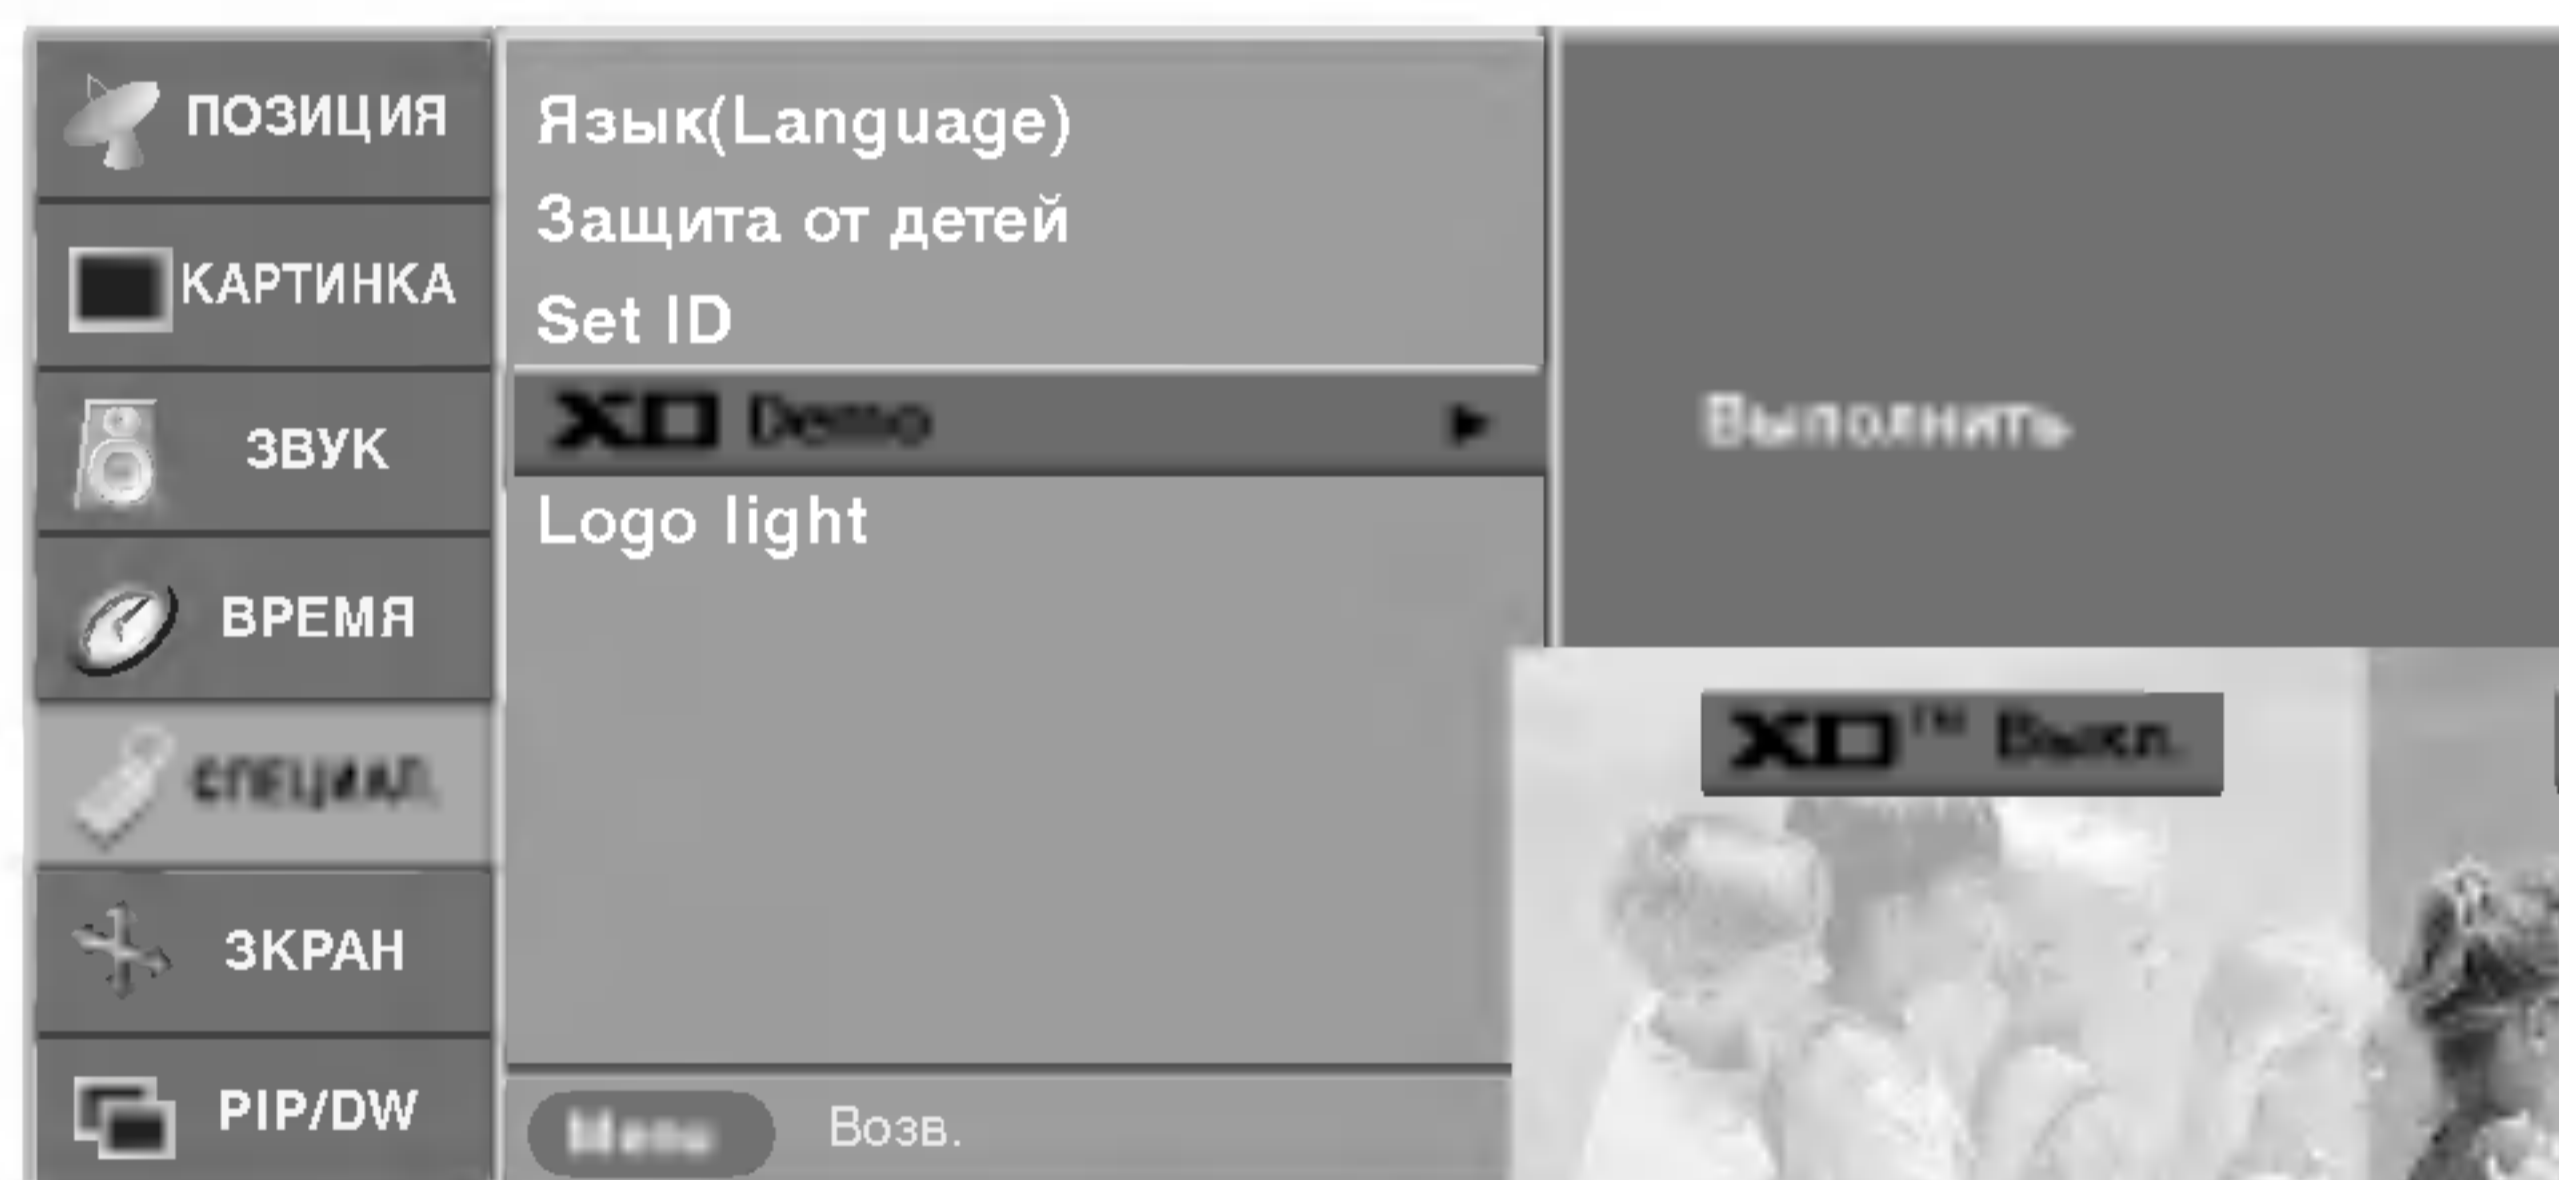 ПОЗИЦИЯ
КАРТИНКА
ЗВУК
ВРЕМЯ
СПЕЦИАЛ.
ЗКРАН
PIP/DW
Язык(Language)
Защита от детей
Set ID
XD Demo
Logo light
Menu Возв.
Выполнить
XD™ Выкл.